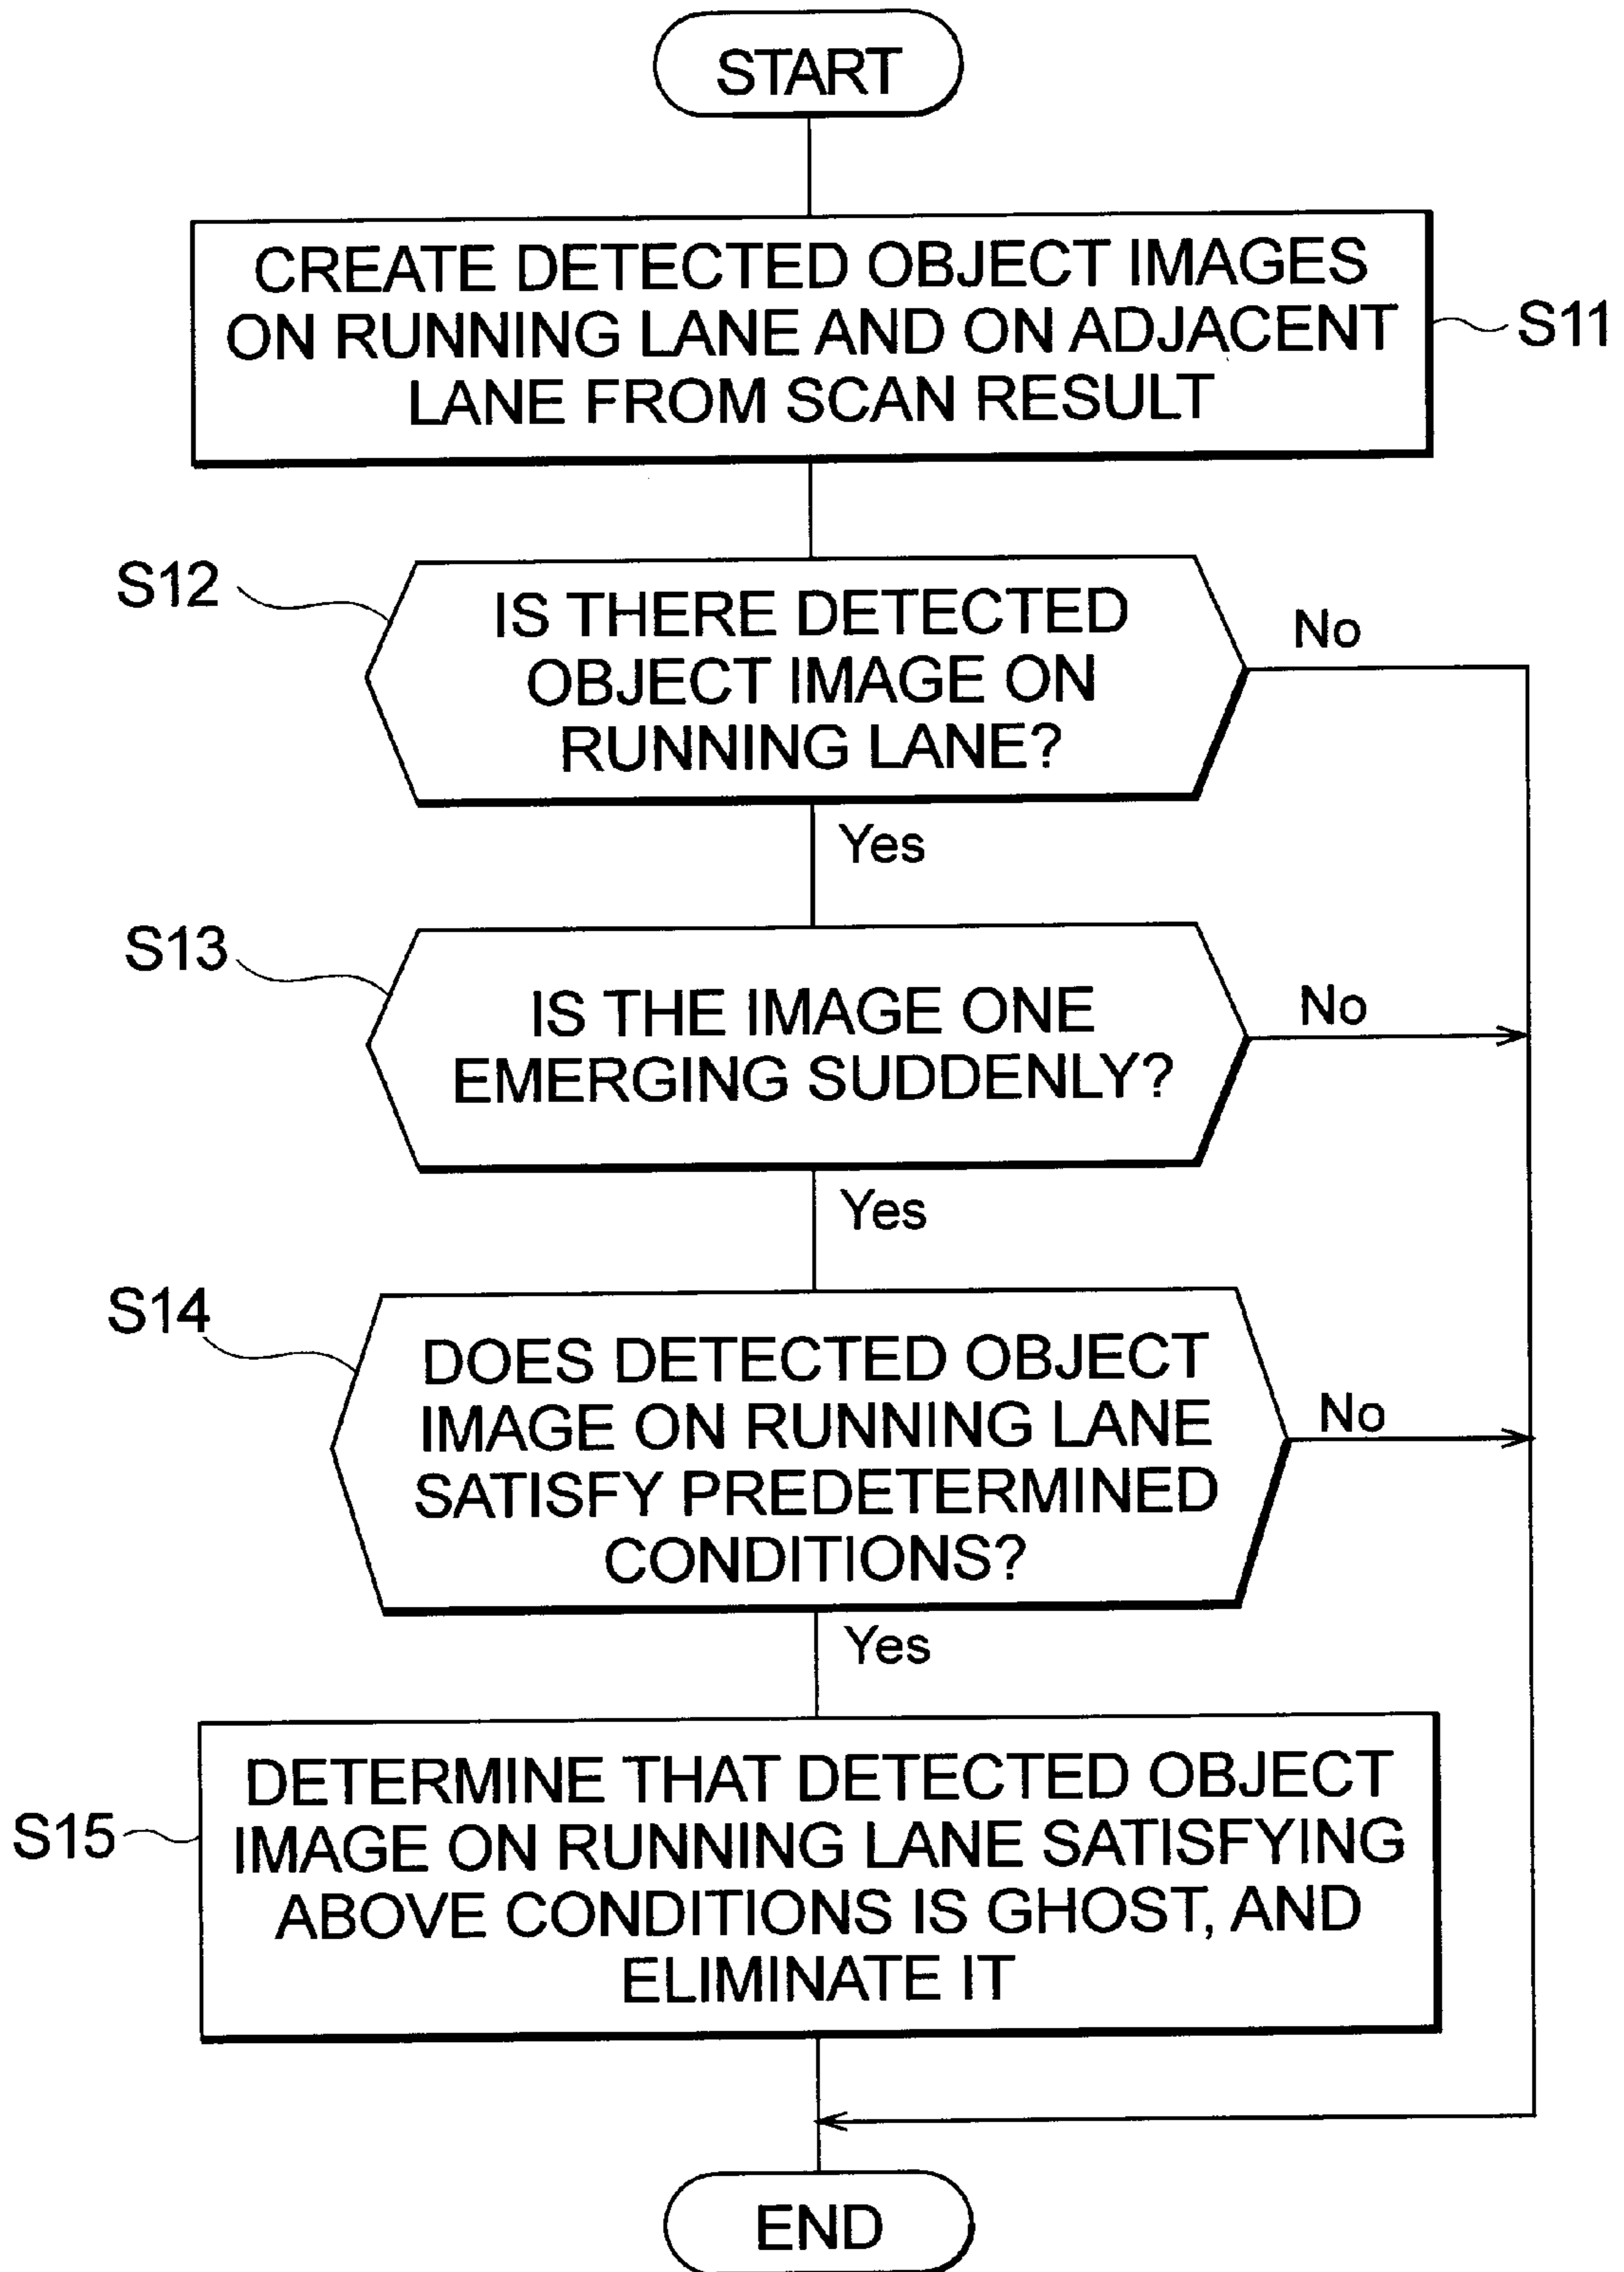 START
CREATE DETECTED OBJECT IMAGES
ON RUNNING LANE AND ON ADJACENT
LANE FROM SCAN RESULT
S11
S12
IS THERE DETECTED
OBJECT IMAGE ON
RUNNING LANE?
No
Yes
S13
IS THE IMAGE ONE
EMERGING SUDDENLY?
No
Yes
S14
DOES DETECTED OBJECT
IMAGE ON RUNNING LANE
SATISFY PREDETERMINED
CONDITIONS?
No
Yes
S15
DETERMINE THAT DETECTED OBJECT
IMAGE ON RUNNING LANE SATISFYING
ABOVE CONDITIONS IS GHOST, AND
ELIMINATE IT
END